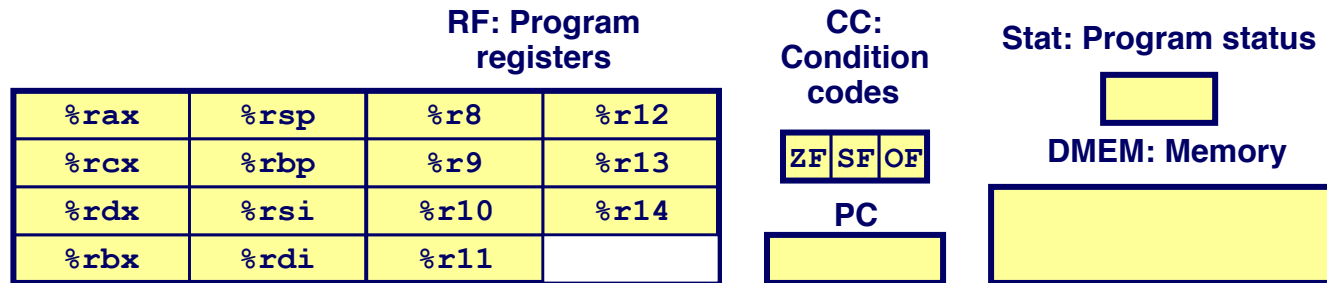 RF: Program
registers
%rax %rsp %r8 %r12
%rcx %rbp %r9 %r13
%rdx %rsi %r10 %r14
%rbx %rdi %r11
CC:
Condition
codes
ZF SF OF
PC
Stat: Program status
DMEM: Memory